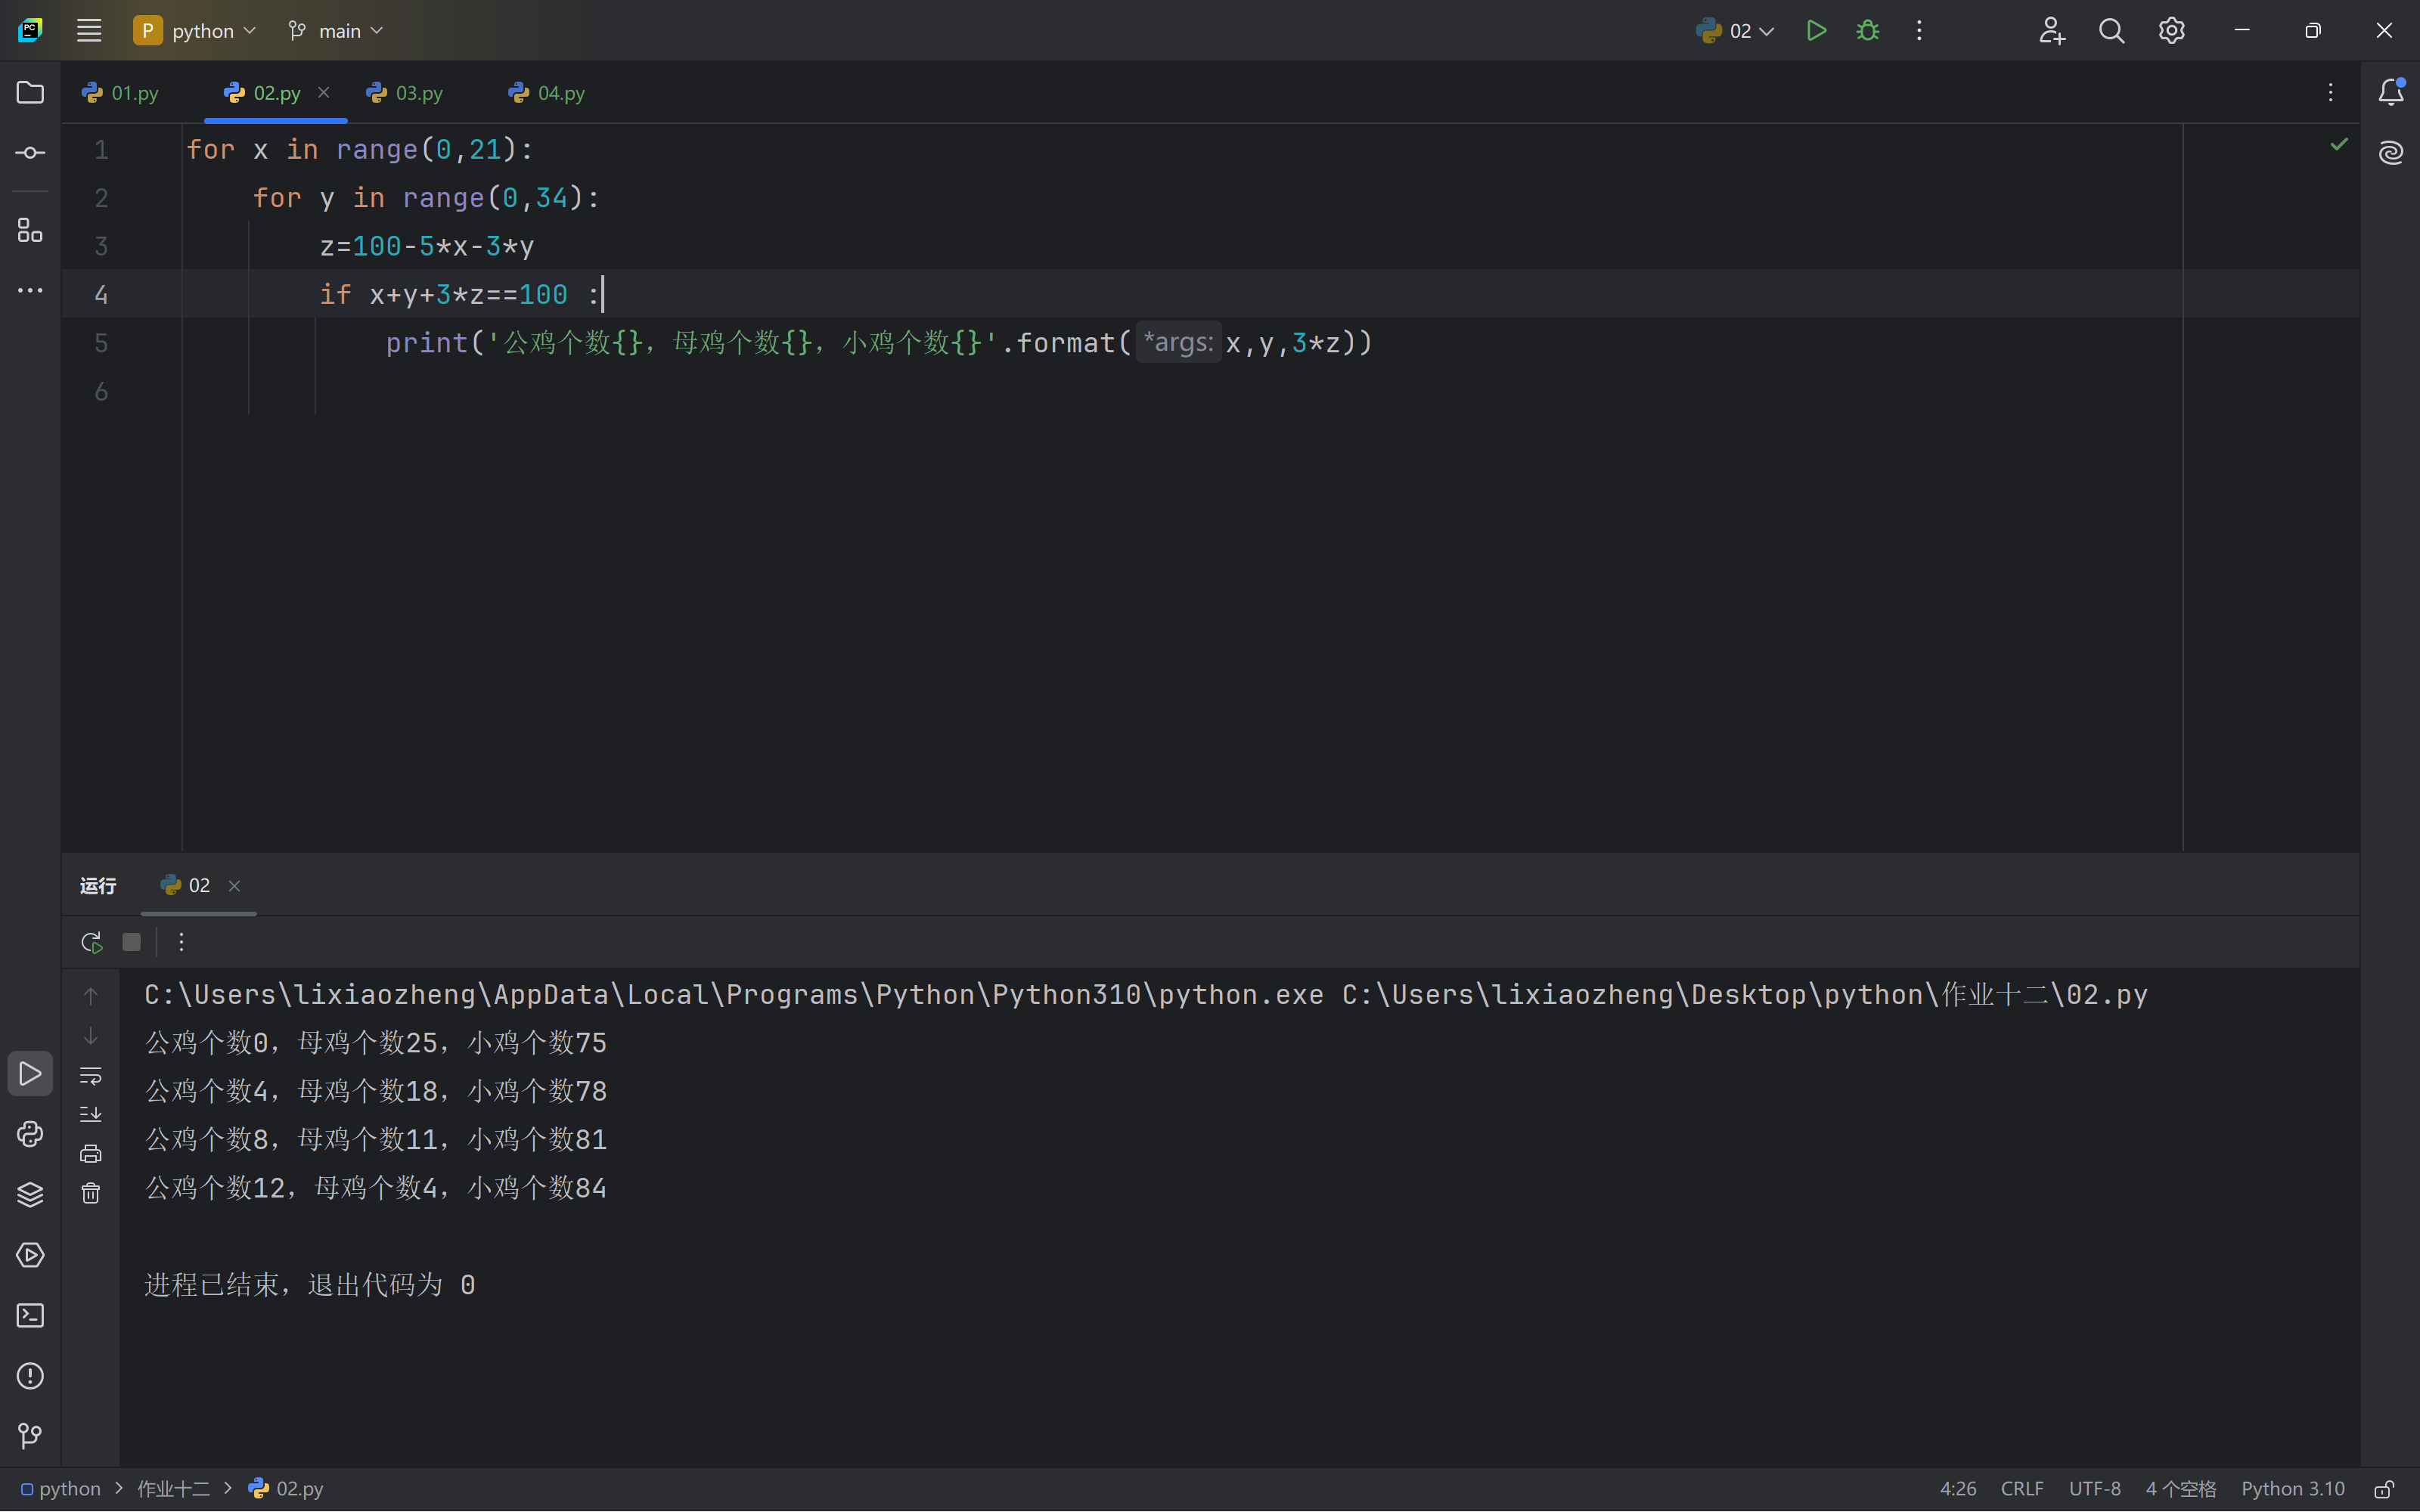 PC
P python main 02
01.py 02.py 03.py 04.py
1 for x in range(0,21):
2 for y in range(0,34):
3 z=100-5*x-3*y
4 if x+y+3*z==100 :
5 print('公鸡个数{}，母鸡个数{}，小鸡个数{}'.format( *args: x,y,3*z))
6
运行 02
C:\Users\lixiaozheng\AppData\Local\Programs\Python\Python310\python.exe C:\Users\lixiaozheng\Desktop\python\作业十二\02.py
公鸡个数0，母鸡个数25，小鸡个数75
公鸡个数4，母鸡个数18，小鸡个数78
公鸡个数8，母鸡个数11，小鸡个数81
公鸡个数12，母鸡个数4，小鸡个数84
进程已结束，退出代码为 0
python > 作业十二 > 02.py 4:26 CRLF UTF-8 4 个空格 Python 3.10